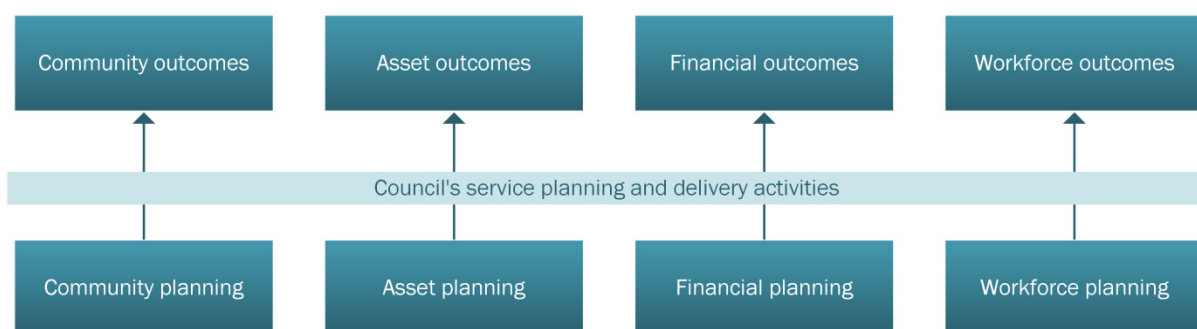 Community outcomes
Asset outcomes
Financial outcomes
Workforce outcomes
Council's service planning and delivery activities
Community planning
Asset planning
Financial planning
Workforce planning